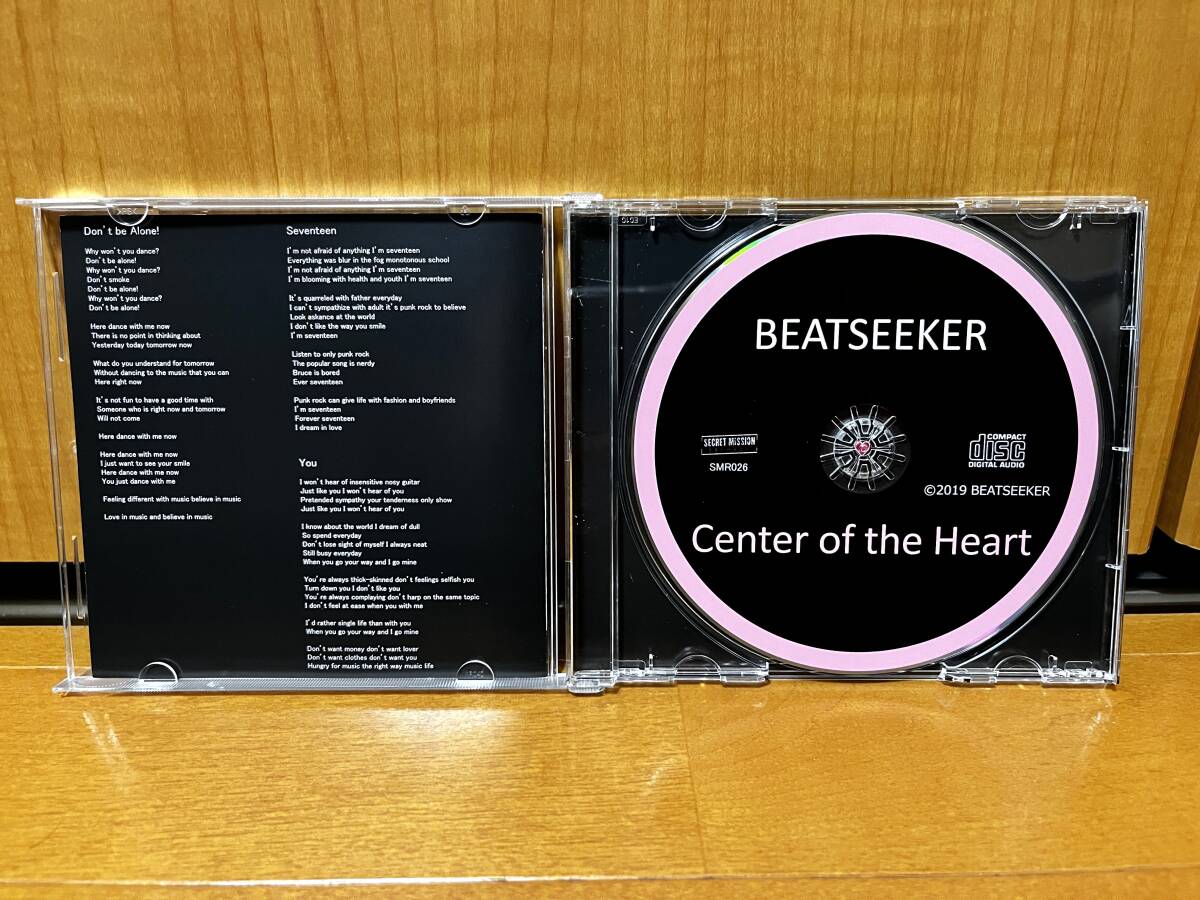 Don't be Alone!
Why won't you dance?
Don't be alone!
Why won't you dance?
Don't smoke
Don't be alone!
Why won't you dance?
Don't be alone!
Here dance with me now
There is no point in thinking about
Yesterday today tomorrow now
What do you understand for tomorrow
Without dancing to the music that you can
Here right now
It's not fun to have a good time with
Someone who is right now and tomorrow
Will not come
Here dance with me now
Here dance with me now
I just want to see your smile
Here dance with me now
You just dance with me
Feeling different with music believe in music
Love in music and believe in music
Seventeen
I'm not afraid of anything I'm seventeen
Everything was blur in the fog monotonous school
I'm not afraid of anything I'm seventeen
I'm blooming with health and youth I'm seventeen
It's quarreled with father everyday
I can't sympathize with adult it's punk rock to believe
Look askance at the world
I don't like the way you smile
I'm seventeen
Listen to only punk rock
The popular song is nerdy
Bruce is bored
Ever seventeen
Punk rock can give life with fashion and boyfriends
I'm seventeen
Forever seventeen
I dream in love
You
I won't hear of insensitive nosy guitar
Just like you I won't hear of you
Pretended sympathy your tenderness only show
Just like you I won't hear of you
I know about the world I dream of dull
So spend everyday
Don't lose sight of myself I always neat
Still busy everyday
When you go your way and I go mine
You're always thick-skinned don't feelings selfish you
Turn down you I don't like you
You're always complaying don't harp on the same topic
I don't feel at ease when you with me
I'd rather single life than with you
When you go your way and I go mine
Don't want money don't want lover
Don't want clothes don't want you
Hungry for music the right way music life
BEATSEEKER
SECRET MISSION
SMR026
COMPACT
disc
DIGITAL AUDIO
©2019 BEATSEEKER
Center of the Heart